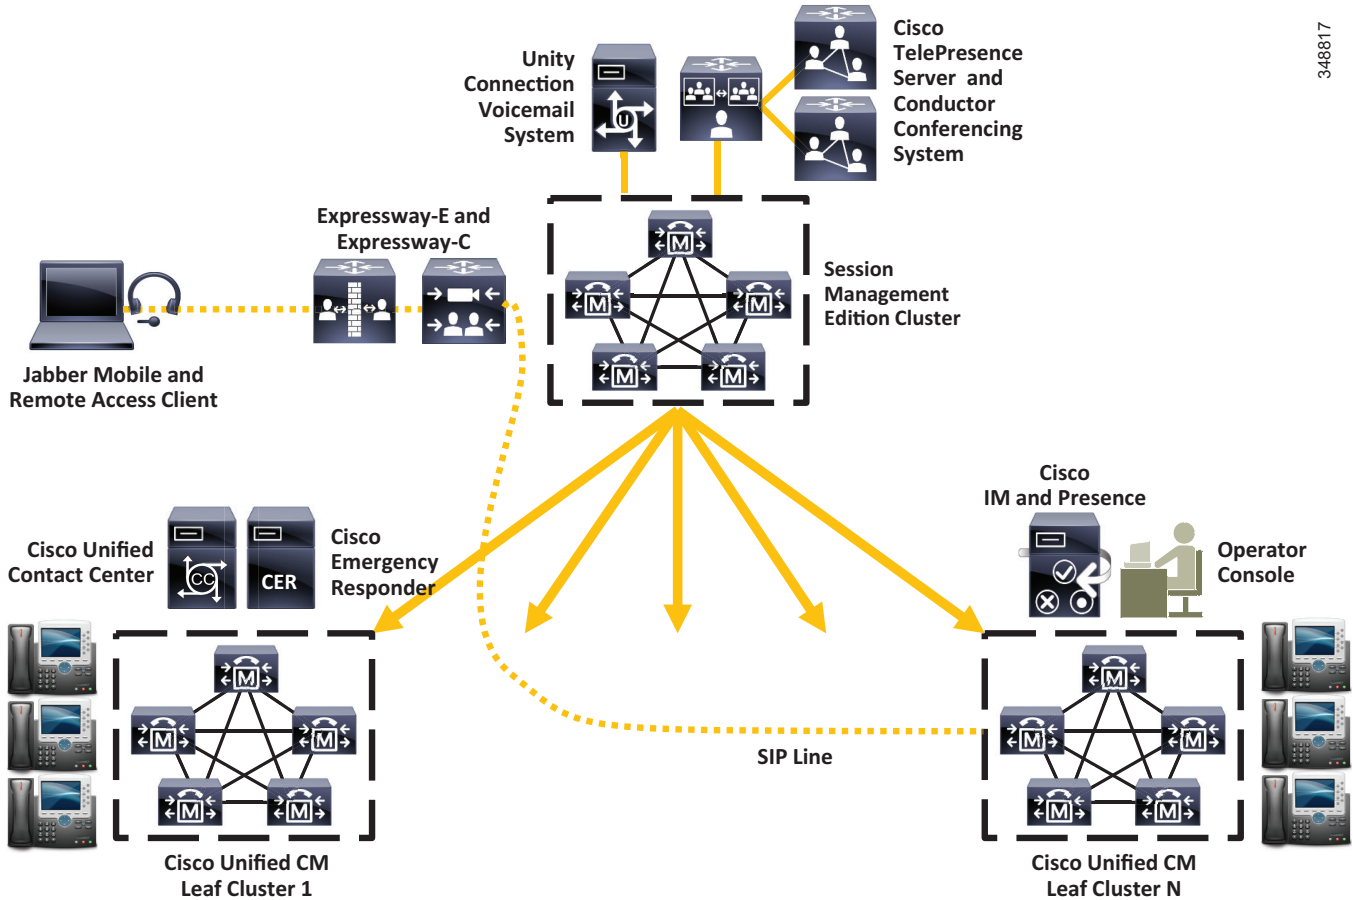 348817
Cisco
TelePresence
Server and
Conductor
Conferencing
System
Unity
Connection
Voicemail
System
U
Expressway-E and
Expressway-C
M
M
M
M
M
Session
Management
Edition Cluster
Jabber Mobile and
Remote Access Client
Cisco
IM and Presence
Cisco Unified
Contact Center
CC
CER
Cisco
Emergency
Responder
Operator
Console
M
M
M
M
M
M
M
M
M
M
SIP Line
Cisco Unified CM
Leaf Cluster 1
Cisco Unified CM
Leaf Cluster N